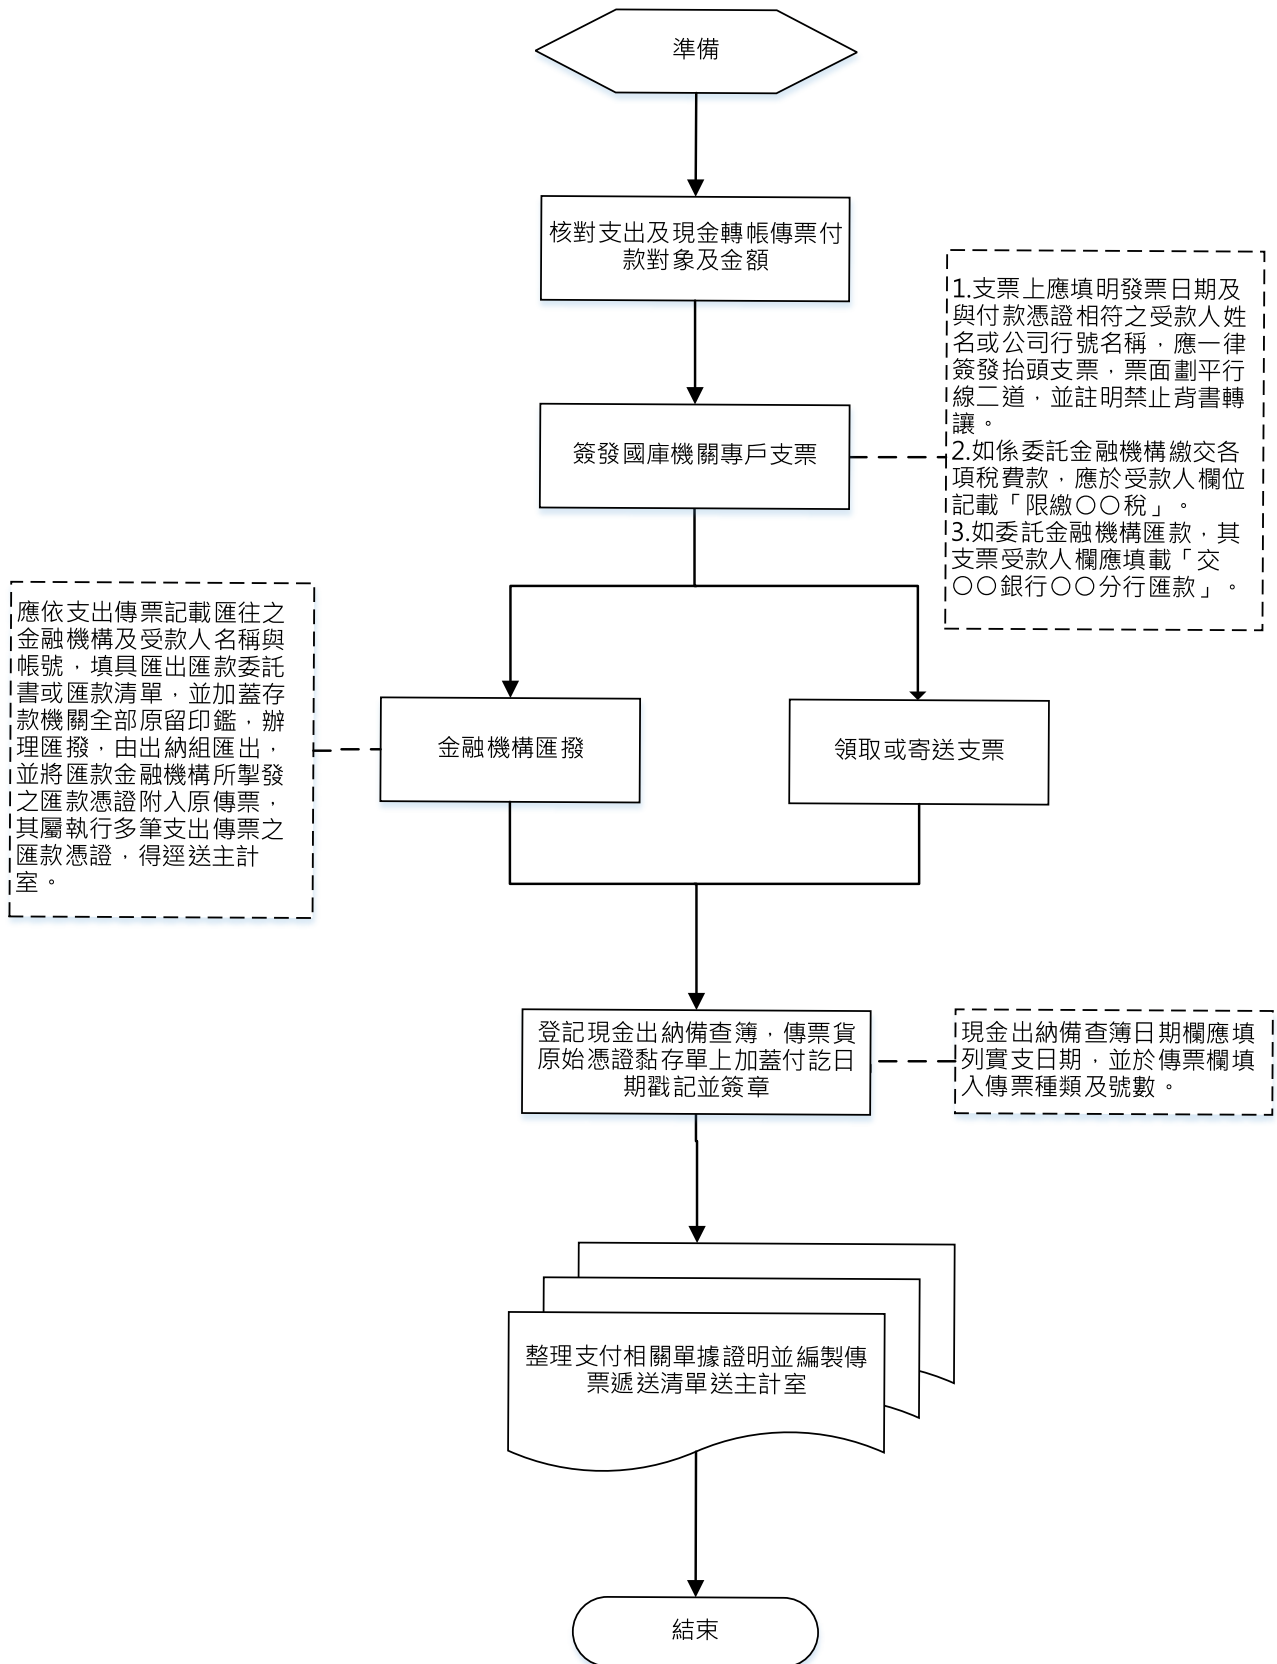 準備
核對支出及現金轉帳傳票付
款對象及金額
1.支票上應填明發票日期及
與付款憑證相符之受款人姓
名或公司行號名稱，應一律
簽發抬頭支票，票面劃平行
線二道，並註明禁止背書轉
讓。
2.如係委託金融機構繳交各
項稅費款，應於受款人欄位
記載「限繳〇〇稅」。
3.如委託金融機構匯款，其
支票受款人欄應填載「交
〇〇銀行〇〇分行匯款」。
簽發國庫機關專戶支票
應依支出傳票記載匯往之
金融機構及受款人名稱與
帳號，填具匯出匯款委託
書或匯款清單，並加蓋存
款機關全部原留印鑑，辦
理匯撥，由出納組匯出，
並將匯款金融機構所掣發
之匯款憑證附入原傳票，
其屬執行多筆支出傳票之
匯款憑證，得逕送主計
室。
金融機構匯撥
領取或寄送支票
登記現金出納備查簿，傳票貨
原始憑證黏存單上加蓋付訖日
期戳記並簽章
現金出納備查簿日期欄應填
列實支日期，並於傳票欄填
入傳票種類及號數。
整理支付相關單據證明並編製傳
票遞送清單送主計室
結束